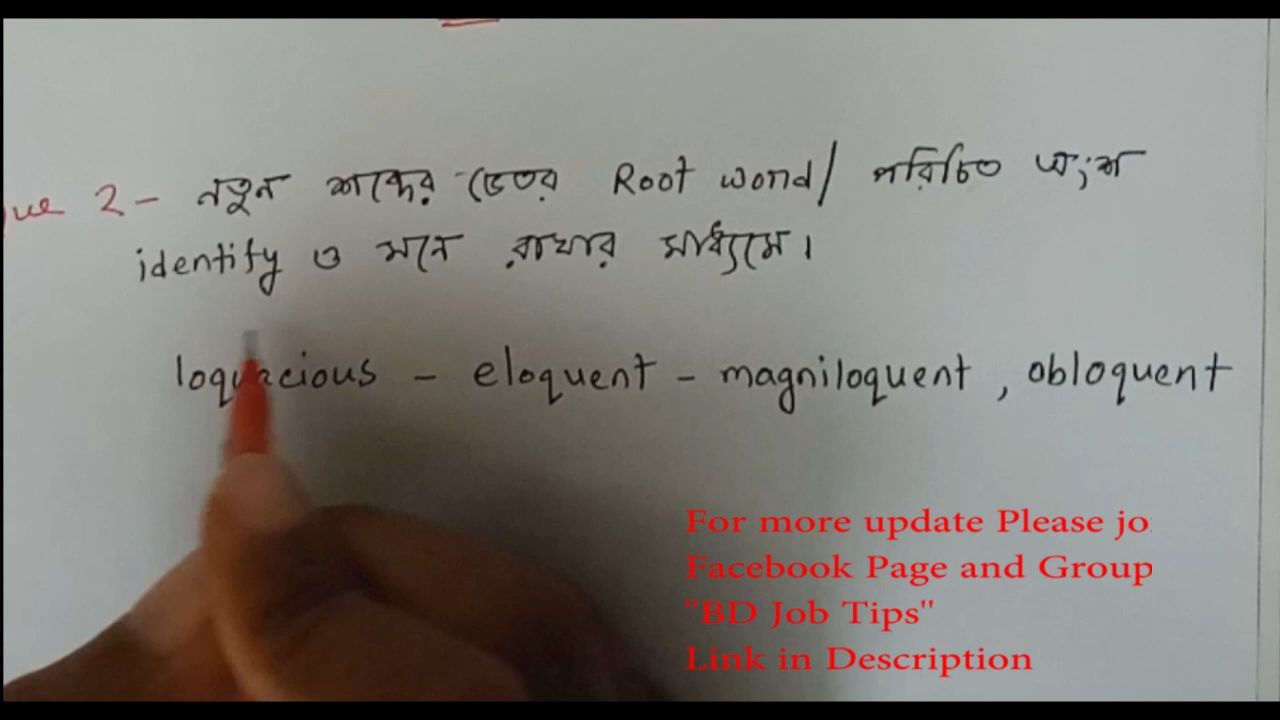 que 2- নতুন শব্দের ভেতর Root word/ পরিচিত অংশ
identify ও মনে রাখার মাধ্যমে।
loquacious - eloquent - magniloquent , obloquent
For more update Please jo
Facebook Page and Group
"BD Job Tips"
Link in Description